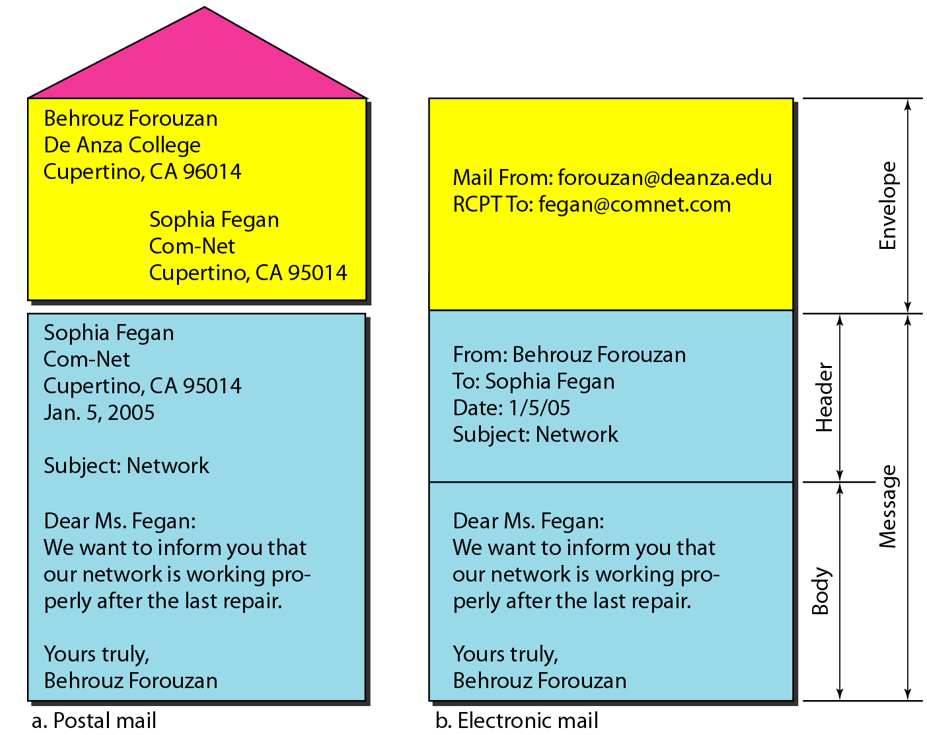 Behrouz Forouzan
De Anza College
Cupertino, CA 96014
Sophia Fegan
Com-Net
Cupertino, CA 95014
Sophia Fegan
Com-Net
Cupertino, CA 95014
Jan. 5, 2005
Subject: Network
Dear Ms. Fegan:
We want to inform you that
our network is working pro-
perly after the last repair.
Yours truly,
Behrouz Forouzan
a. Postal mail
Mail From: forouzan@deanza.edu
RCPT To: fegan@comnet.com
From: Behrouz Forouzan
To: Sophia Fegan
Date: 1/5/05
Subject: Network
Dear Ms. Fegan:
We want to inform you that
our network is working pro-
perly after the last repair.
Yours truly,
Behrouz Forouzan
b. Electronic mail
Envelope
Header
Message
Body